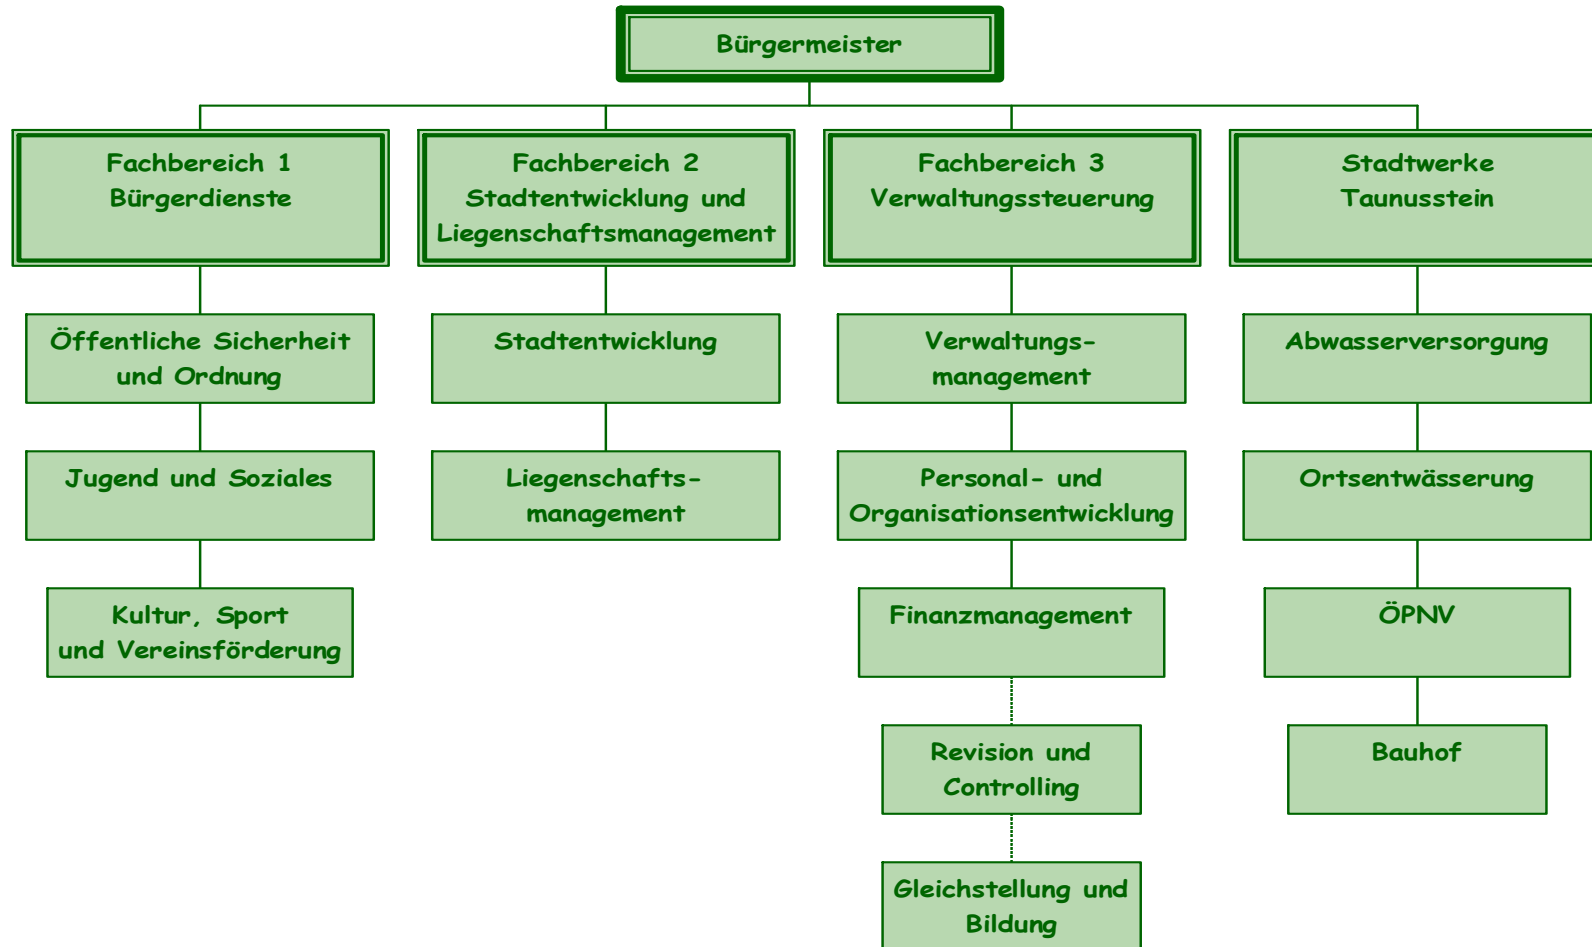 Bürgermeister
Fachbereich 1
Bürgerdienste
Fachbereich 2
Stadtentwicklung und
Liegenschaftsmanagement
Fachbereich 3
Verwaltungssteuerung
Stadtwerke
Taunusstein
Öffentliche Sicherheit
und Ordnung
Jugend und Soziales
Kultur, Sport
und Vereinsförderung
Stadtentwicklung
Liegenschafts-
management
Verwaltungs-
management
Personal- und
Organisationsentwicklung
Finanzmanagement
Revision und
Controlling
Gleichstellung und
Bildung
Abwasserversorgung
Ortsentwässerung
ÖPNV
Bauhof